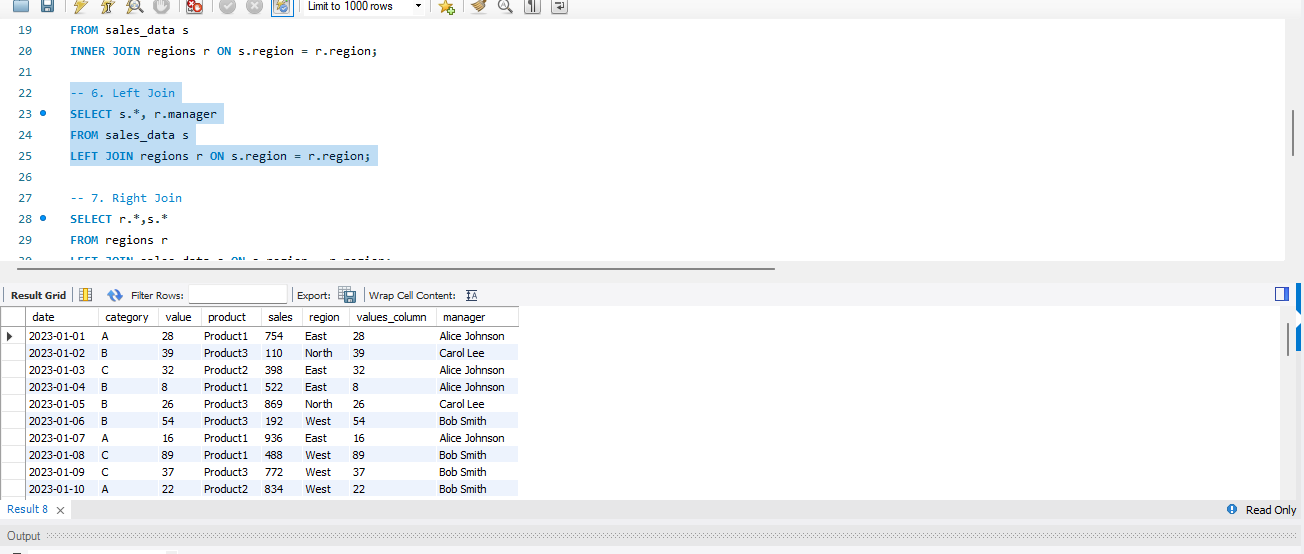 Limit to 1000 rows
19 FROM sales_data s
20 INNER JOIN regions r ON s.region = r.region;
21
22 -- 6. Left Join
23 SELECT s.*, r.manager
24 FROM sales_data s
25 LEFT JOIN regions r ON s.region = r.region;
26
27 -- 7. Right Join
28 SELECT r.*,s.*
29 FROM regions r
Result Grid Filter Rows: Export: Wrap Cell Content:
date category value product sales region values_column manager
2023-01-01 A 28 Product1 754 East 28 Alice Johnson
2023-01-02 B 39 Product3 110 North 39 Carol Lee
2023-01-03 C 32 Product2 398 East 32 Alice Johnson
2023-01-04 B 8 Product1 522 East 8 Alice Johnson
2023-01-05 B 26 Product3 869 North 26 Carol Lee
2023-01-06 B 54 Product3 192 West 54 Bob Smith
2023-01-07 A 16 Product1 936 East 16 Alice Johnson
2023-01-08 C 89 Product1 488 West 89 Bob Smith
2023-01-09 C 37 Product3 772 West 37 Bob Smith
2023-01-10 A 22 Product2 834 West 22 Bob Smith
Result 8 Read Only
Output